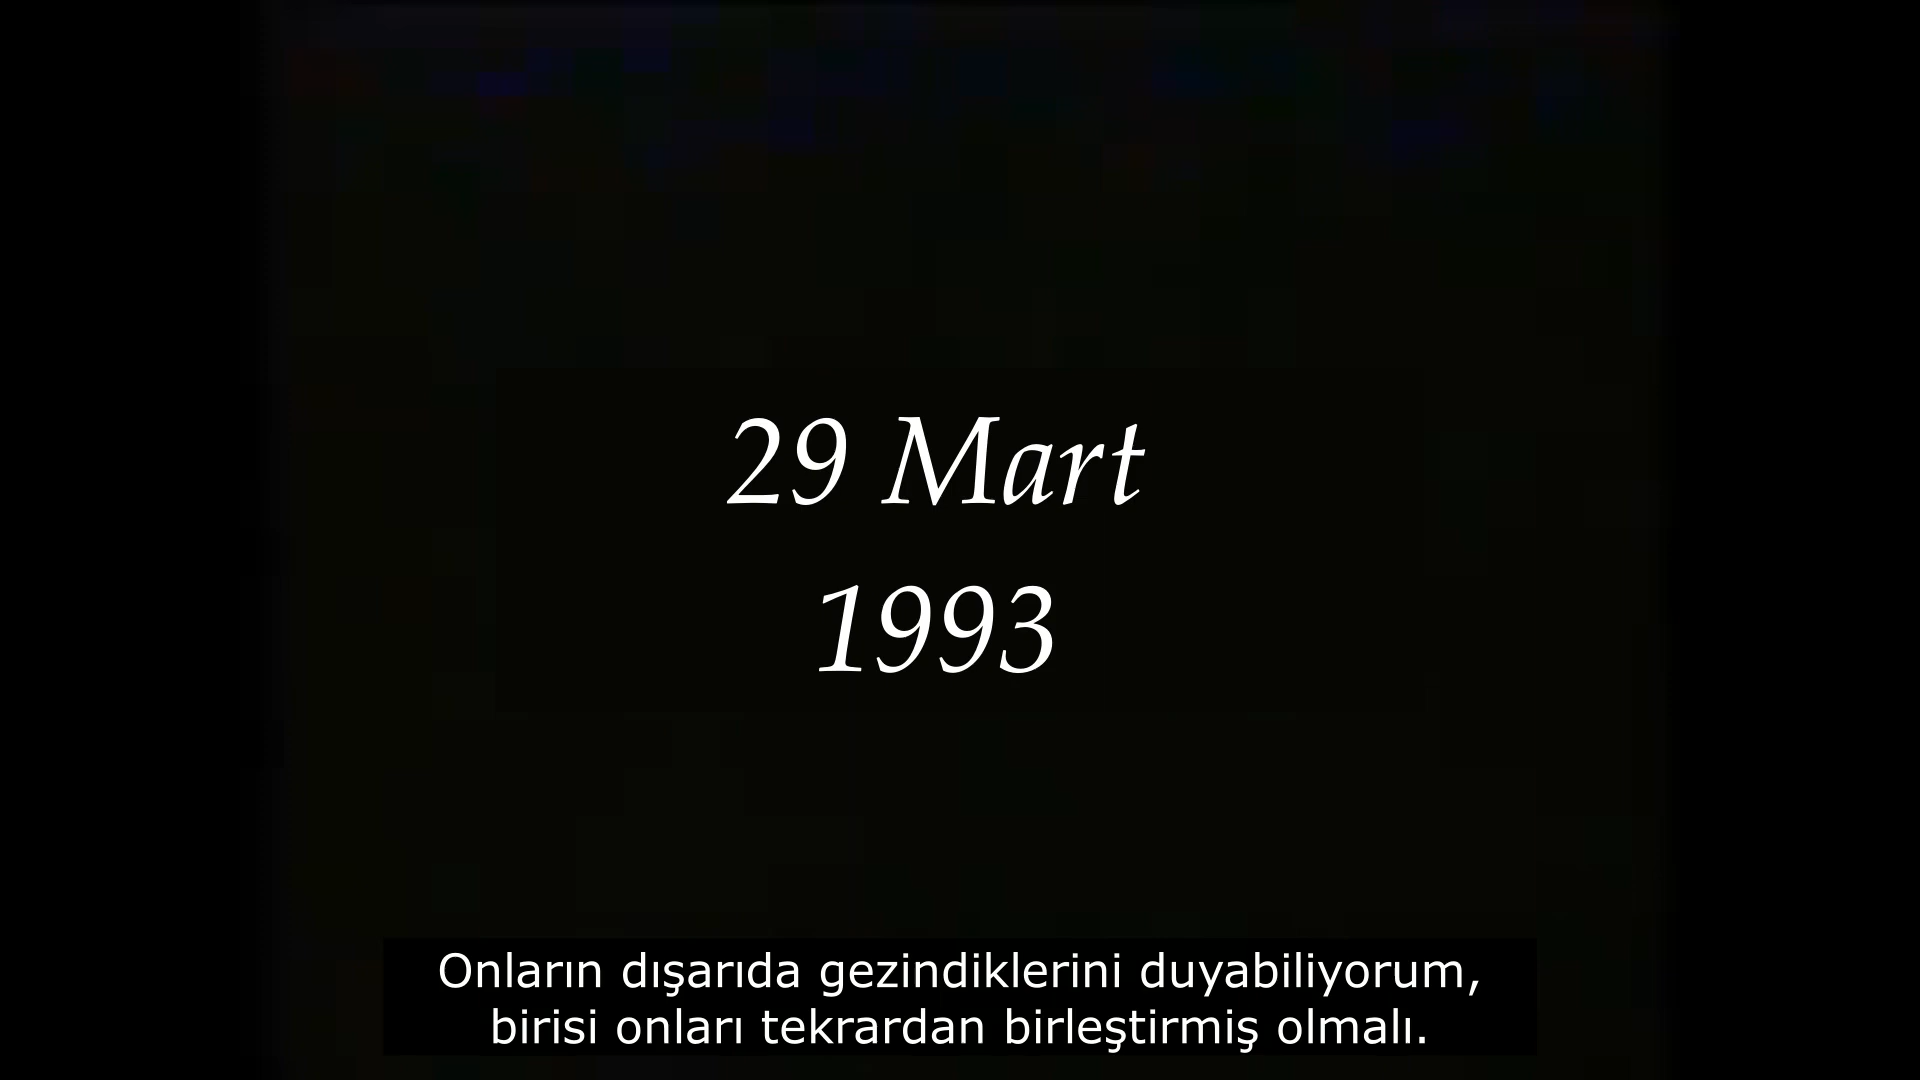 29 Mart
1993
Onların dışarıda gezindiklerini duyabiliyorum,
birisi onları tekrardan birleştirmiş olmalı.